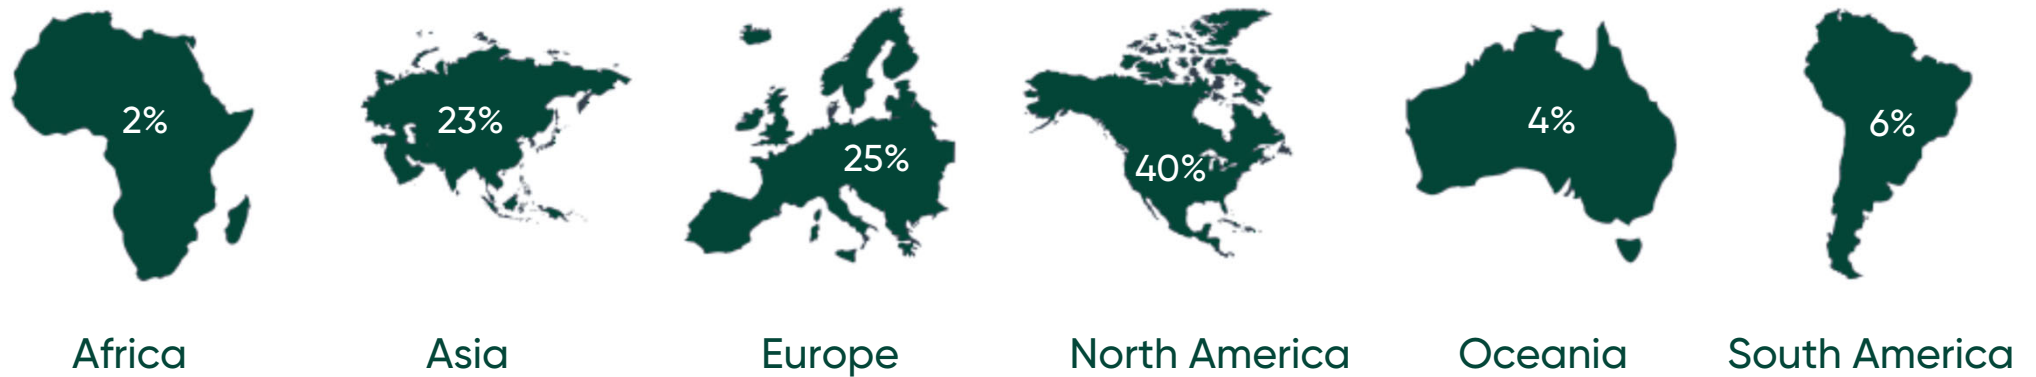 2%
23%
25%
40%
4%
6%
Africa
Asia
Europe
North America
Oceania
South America